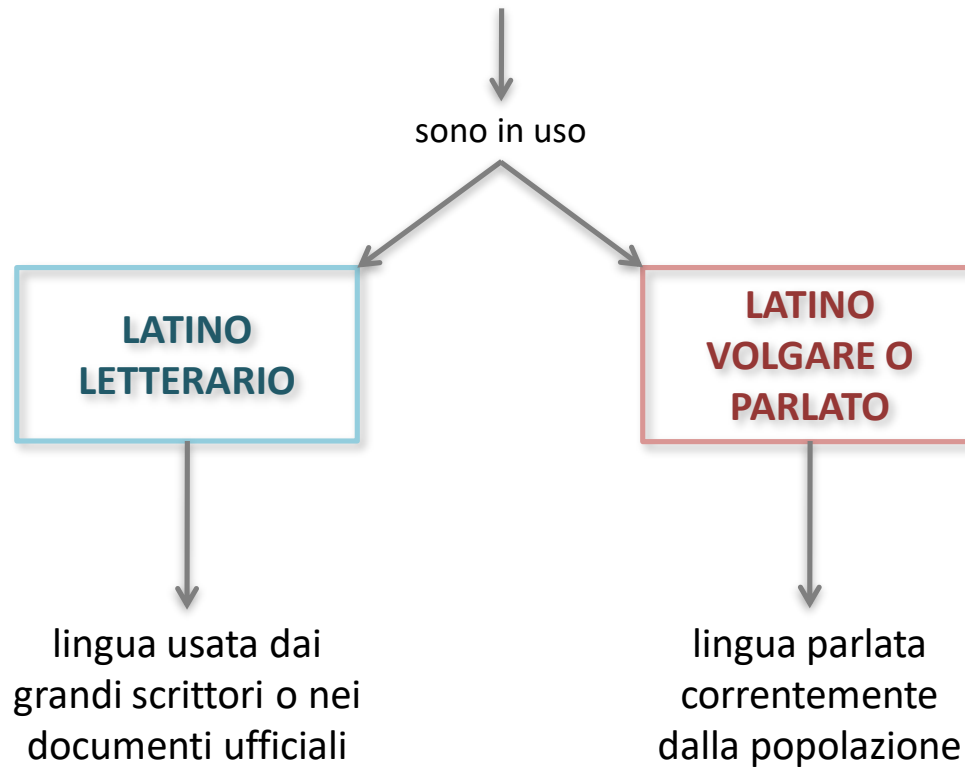 sono in uso
LATINO
LETTERARIO
LATINO
VOLGARE O
PARLATO
lingua usata dai
grandi scrittori o nei
documenti ufficiali
lingua parlata
correntemente
dalla popolazione